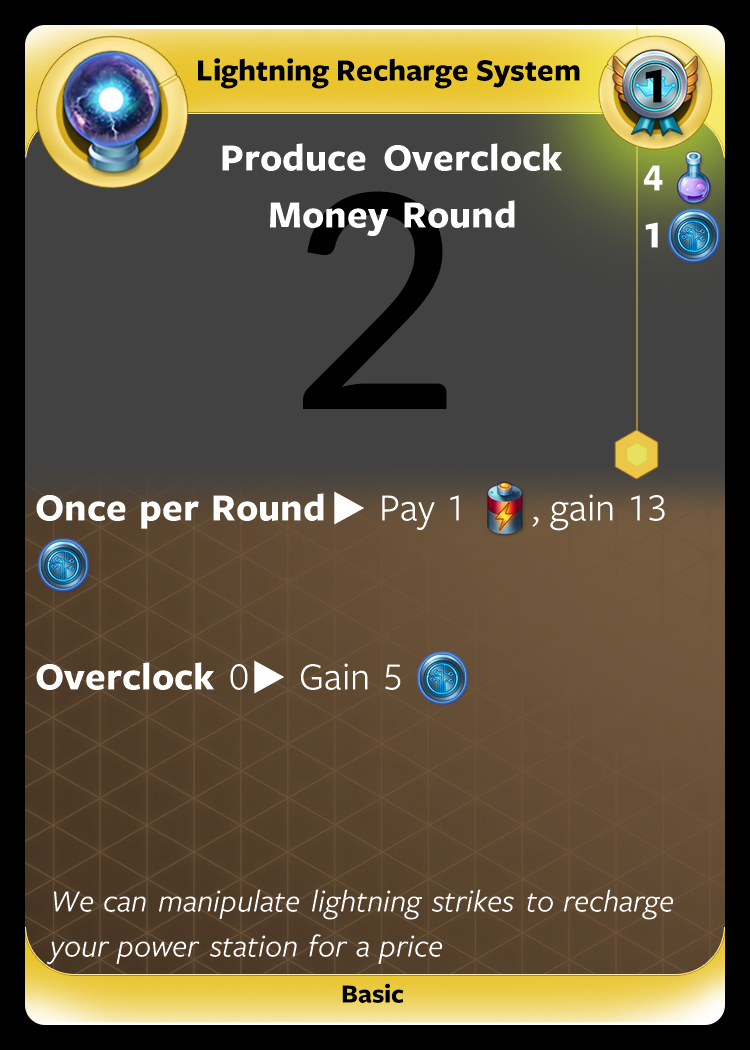 Lightning Recharge System
1
Produce Overclock
4
Money Round
1
2
Once per Round▶ Pay 1 , gain 13
Overclock 0▶ Gain 5
We can manipulate lightning strikes to recharge
your power station for a price
Basic